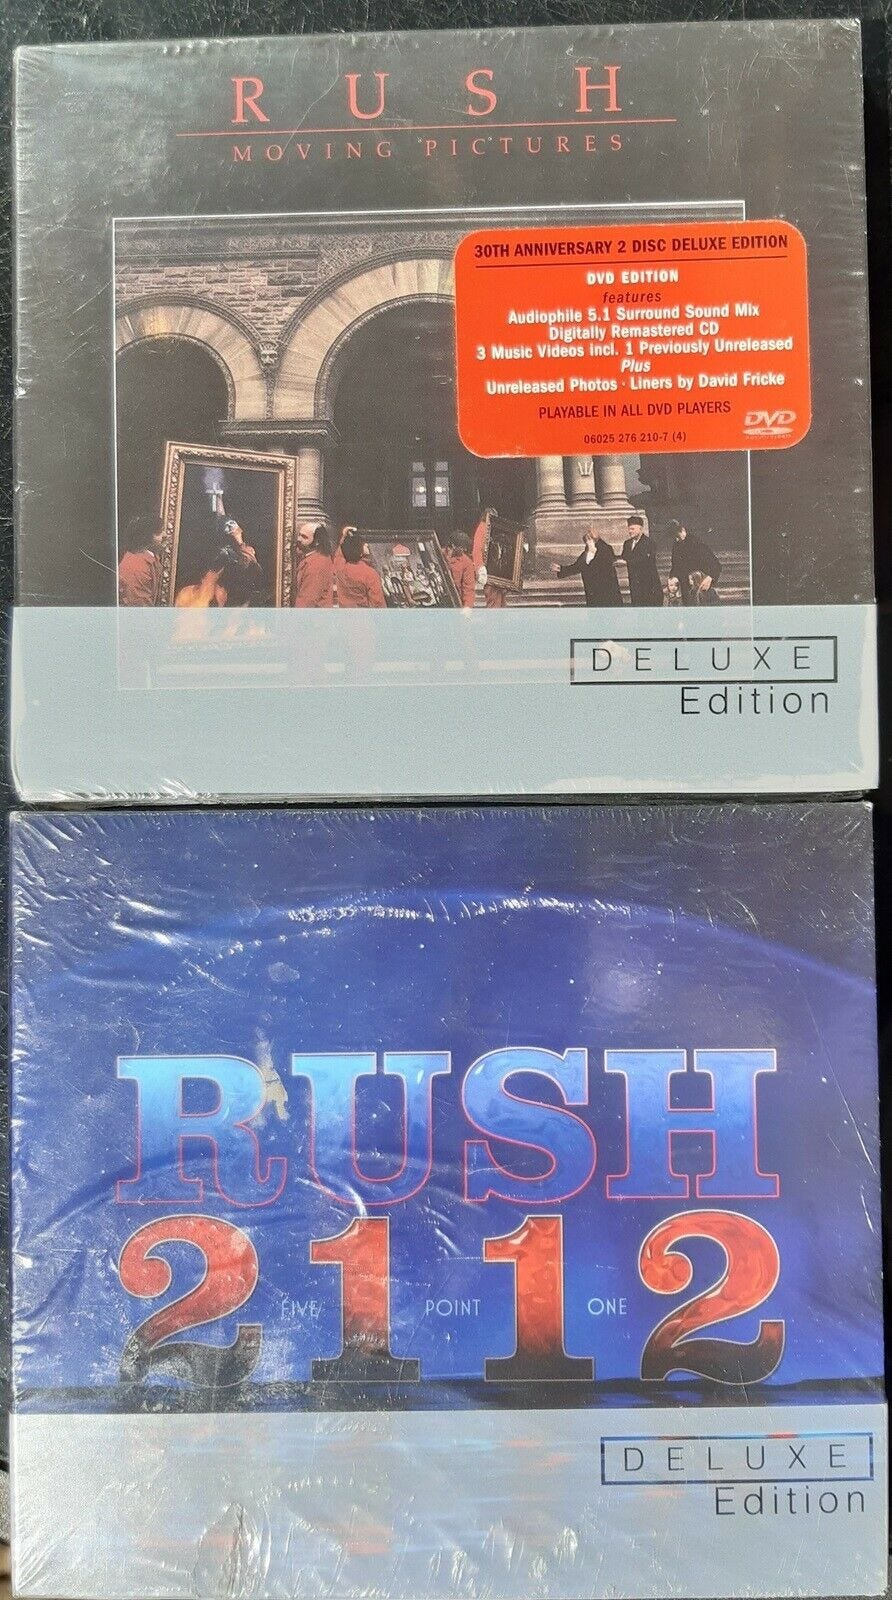 RUSH
MOVING PICTURES
30TH ANNIVERSARY 2 DISC DELUXE EDITION
DVD EDITION
features
Audiophile 5.1 Surround Sound Mix
Digitally Remastered CD
3 Music Videos incl. 1 Previously Unreleased
Plus
Unreleased Photos · Liners by David Fricke
PLAYABLE IN ALL DVD PLAYERS
DVD
06025 276 210-7 (4)
DELUXE
Edition
RUSH
2112
FIVE POINT ONE
DELUXE
Edition